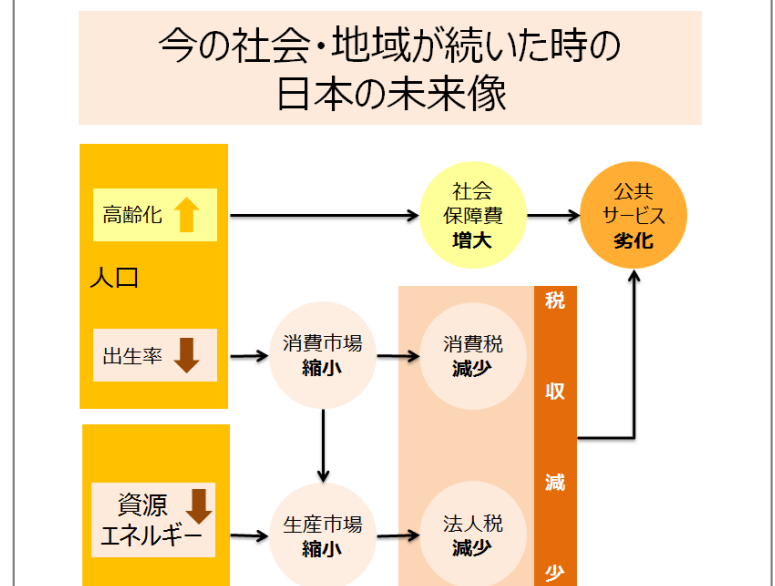 今の社会・地域が続いた時の
日本の未来像
高齢化
社会
保障費
増大
公共
サービス
劣化
人口
出生率
消費市場
縮小
消費税
減少
税収減少
資源
エネルギー
生産市場
縮小
法人税
減少